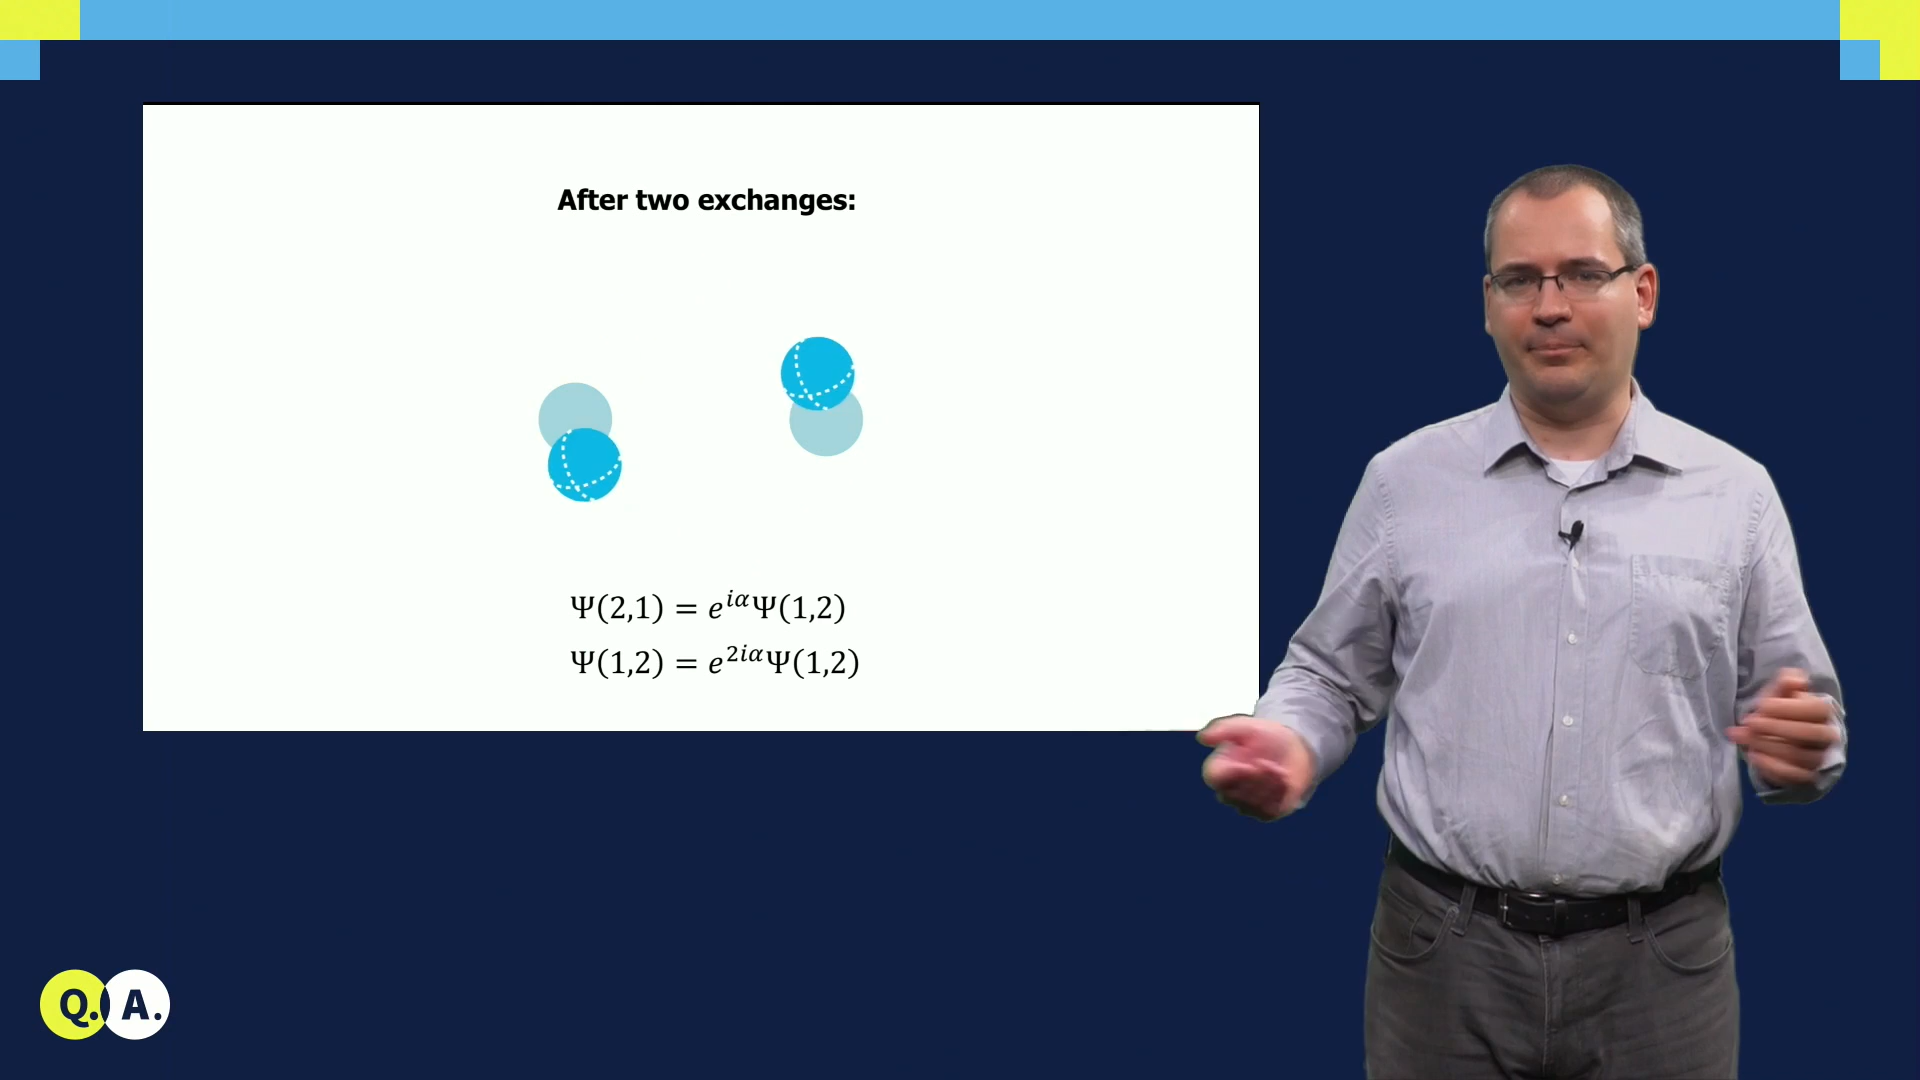 After two exchanges:
Ψ(2,1) = e^{iα}Ψ(1,2)
Ψ(1,2) = e^{2iα}Ψ(1,2)
Q. A.